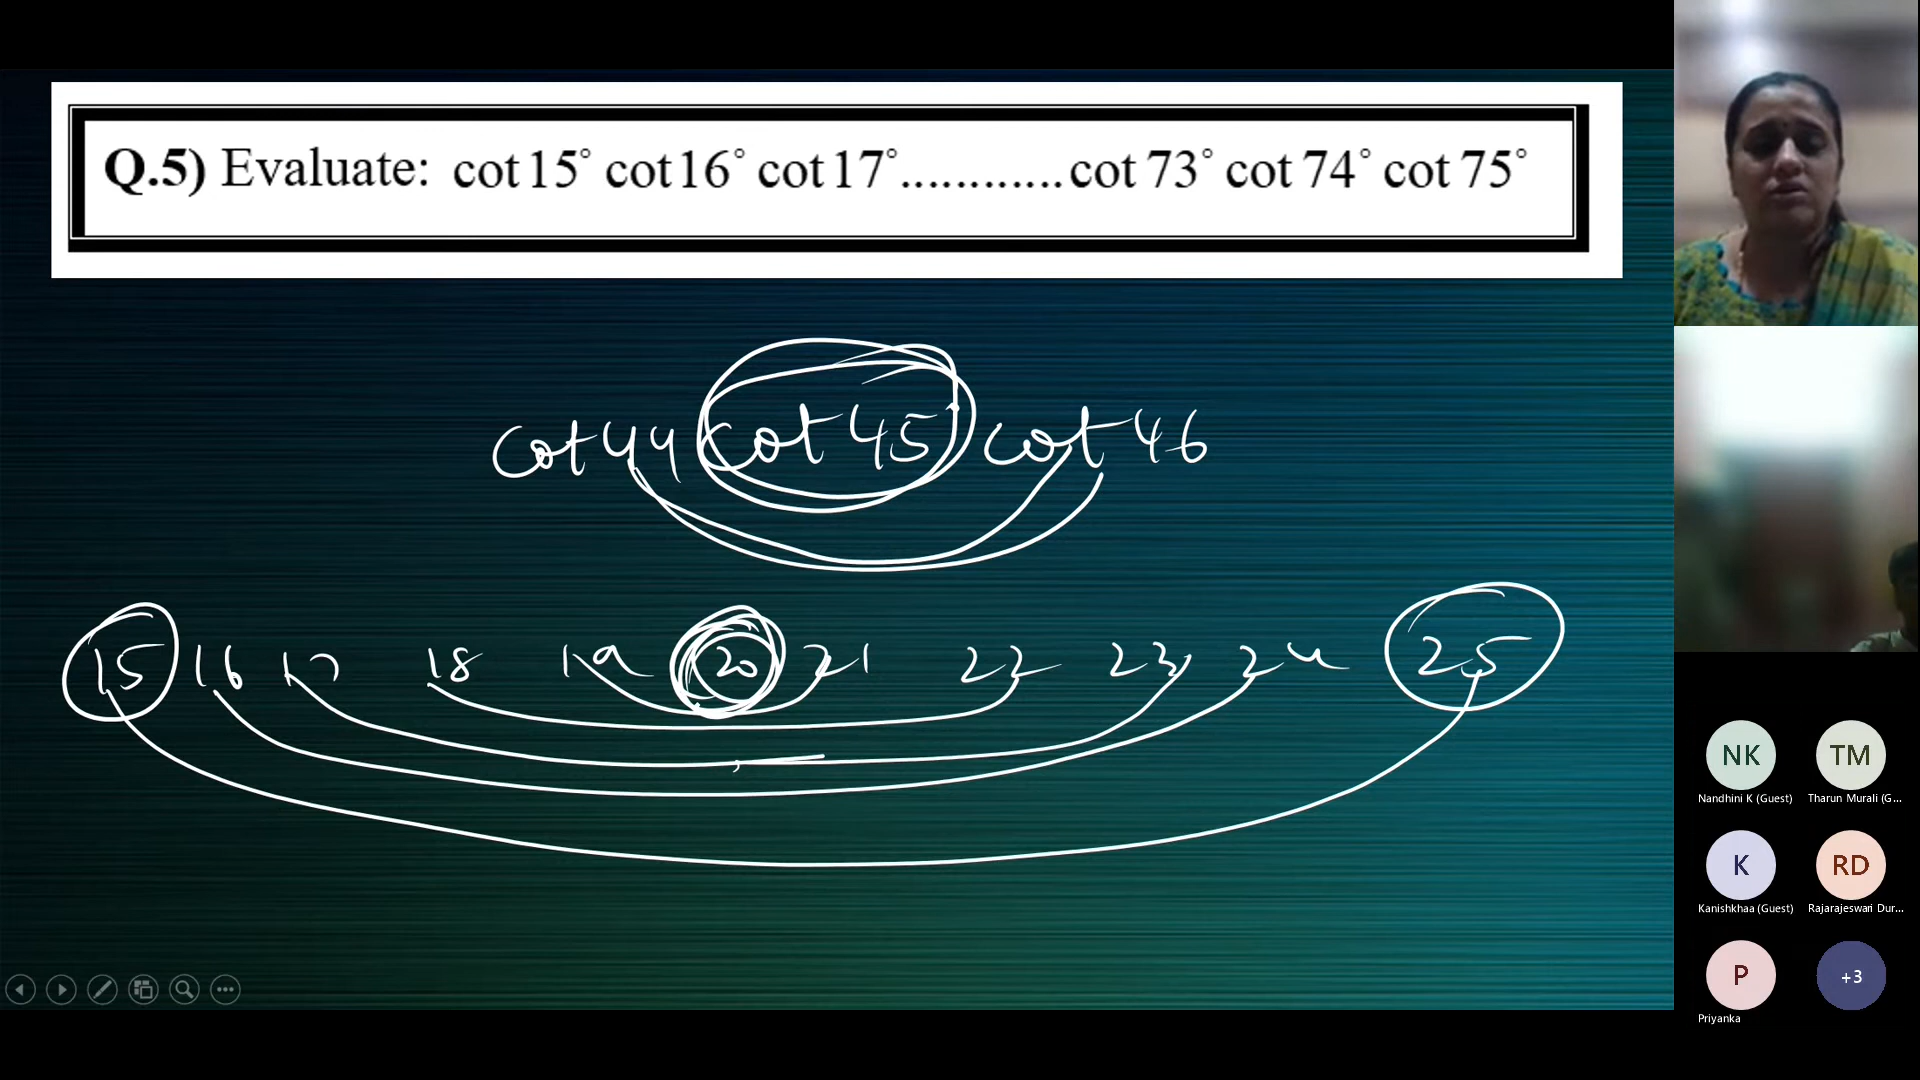 Q.5) Evaluate: cot 15° cot 16° cot 17°............cot 73° cot 74° cot 75°
cot 44 cot 45° cot 46
15 16 17 18 19 20 21 22 23 24 25
NK TM
Nandhini K (Guest) Tharun Murali (G...
K RD
Kanishkhaa (Guest) Rajarajeswari Dur...
P +3
Priyanka